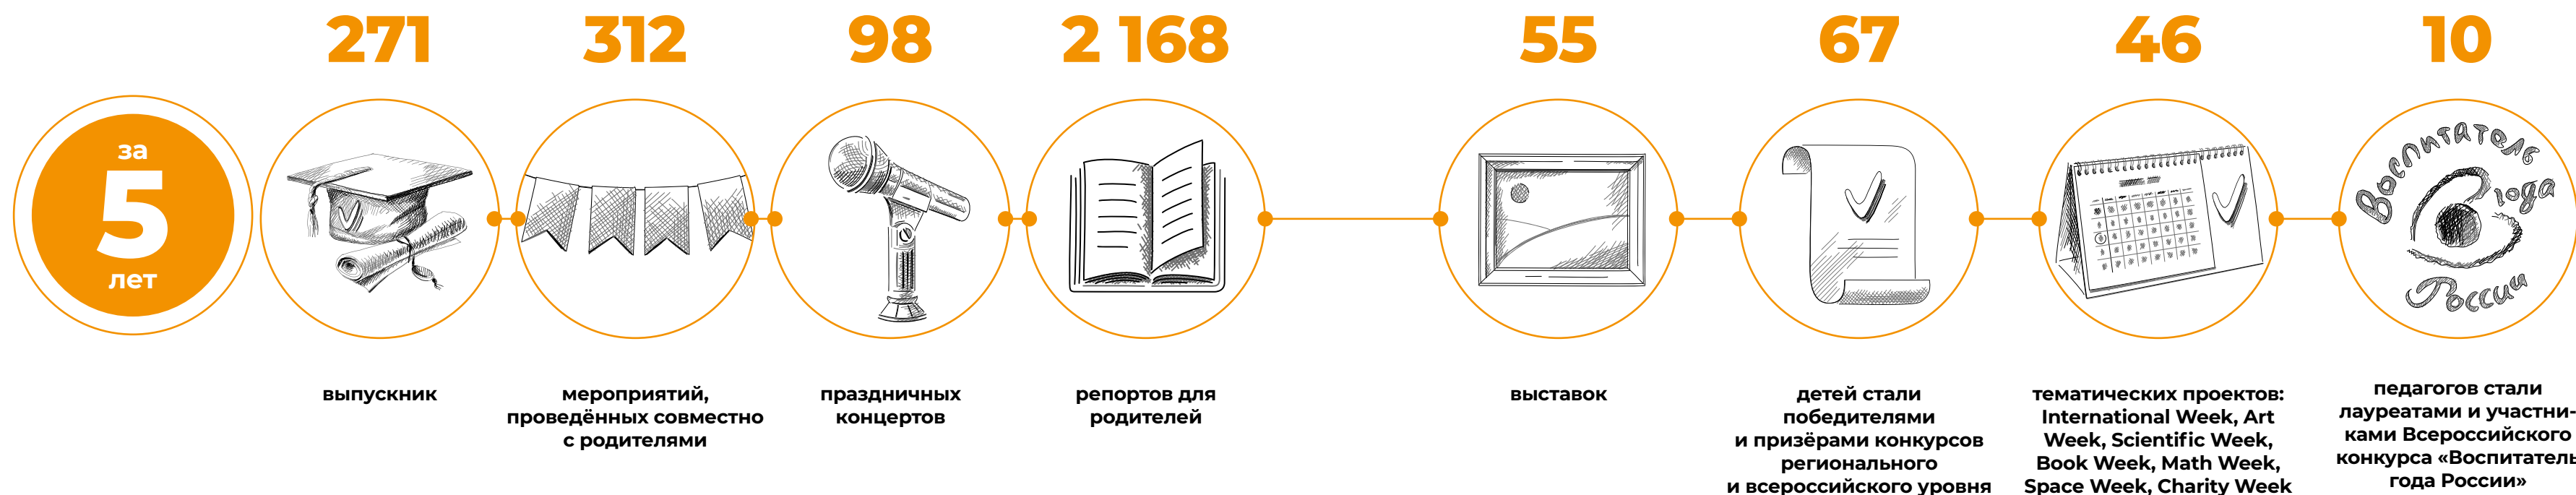 за
5
лет
271
выпускник
312
мероприятий,
проведённых совместно
с родителями
98
праздничных
концертов
2 168
репортов для
родителей
55
выставок
67
детей стали
победителями
и призёрами конкурсов
регионального
и всероссийского уровня
46
тематических проектов:
International Week, Art
Week, Scientific Week,
Book Week, Math Week,
Space Week, Charity Week
10
Воспитатель
года
России
педагогов стали
лауреатами и участни-
ками Всероссийского
конкурса «Воспитатель
года России»